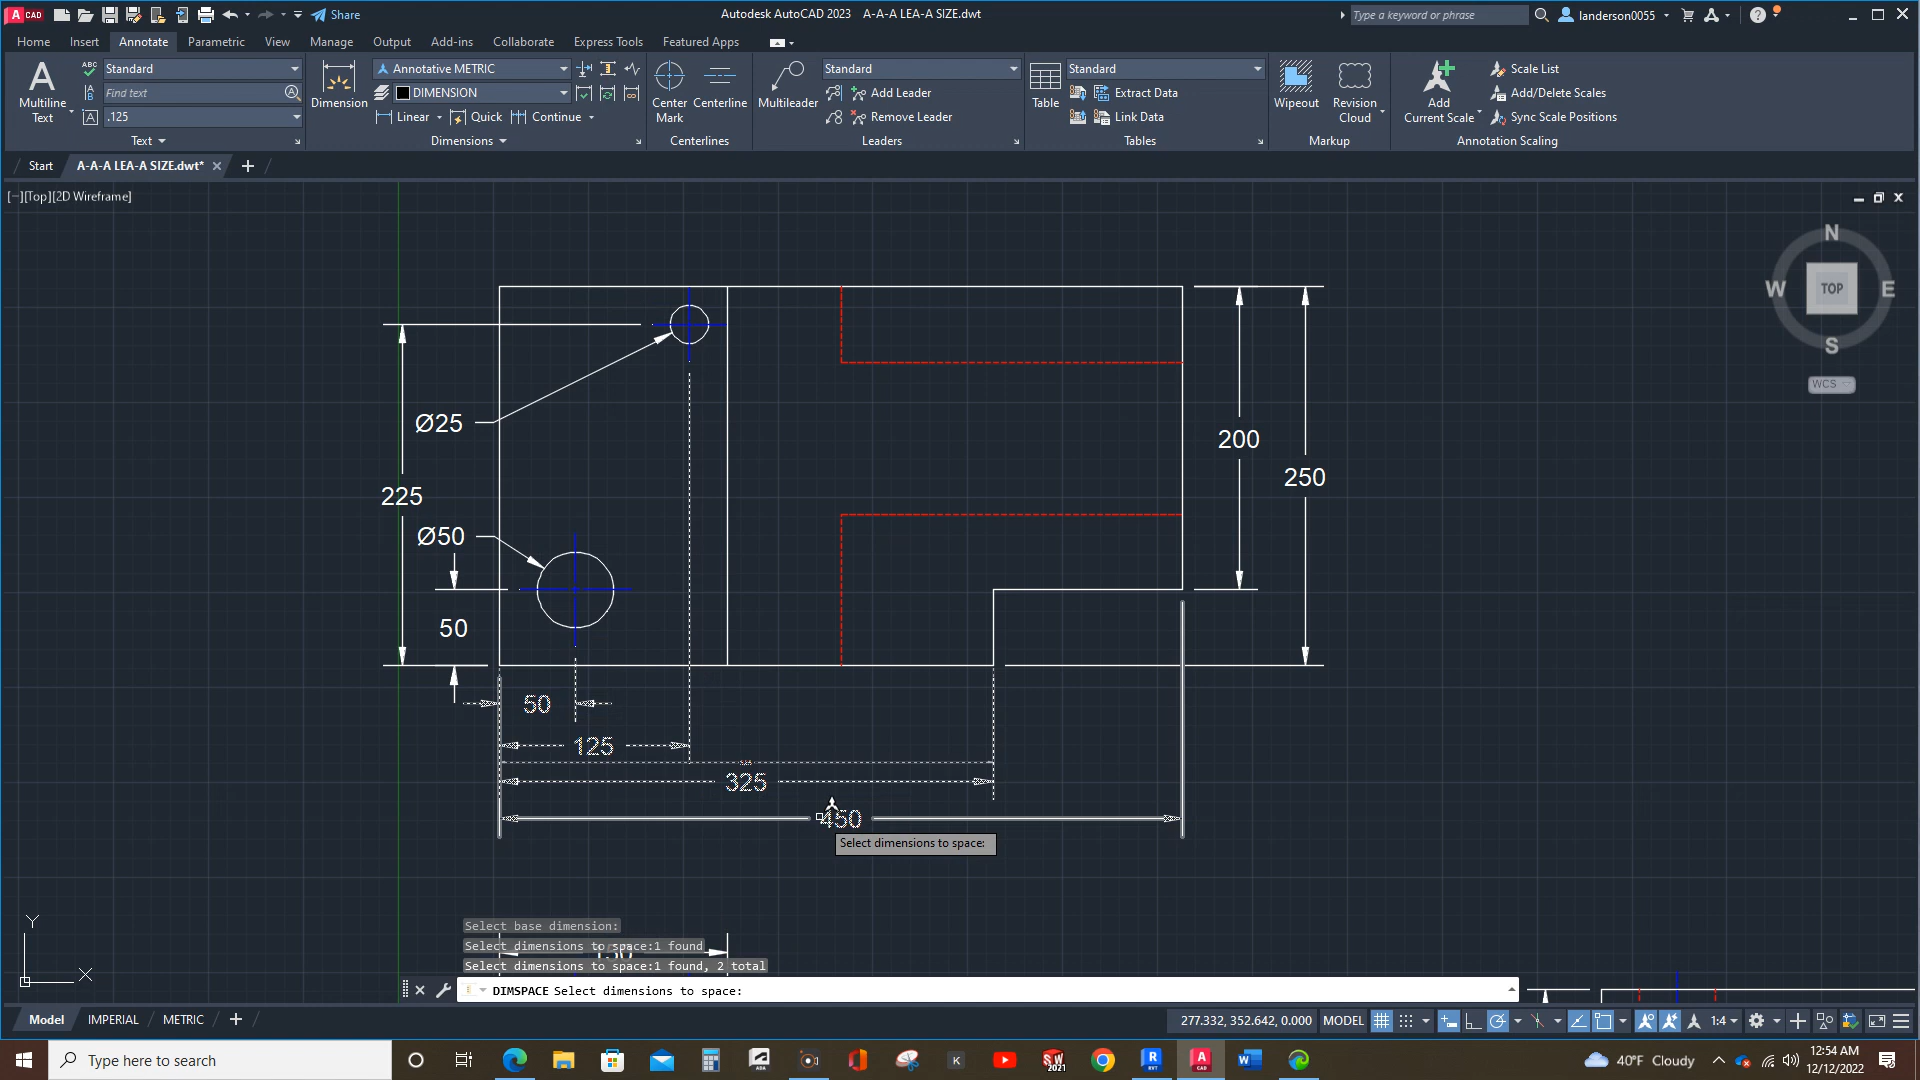 A CAD
Share
Autodesk AutoCAD 2023 A-A-A LEA-A SIZE.dwt
Type a keyword or phrase
landerson0055
Home Insert Annotate Parametric View Manage Output Add-ins Collaborate Express Tools Featured Apps
Multiline Text
ABC
Standard
Find text
.125
Text
Dimension
Annotative METRIC
DIMENSION
Linear Quick Continue
Dimensions
Center Mark
Centerline
Centerlines
Multileader
Standard
Add Leader
Remove Leader
Leaders
Table
Standard
Extract Data
Link Data
Tables
Wipeout
Revision Cloud
Markup
Add Current Scale
Scale List
Add/Delete Scales
Sync Scale Positions
Annotation Scaling
Start A-A-A LEA-A SIZE.dwt*
[−][Top][2D Wireframe]
N
W TOP E
S
WCS
Ø25
225
Ø50
50
200
250
50
125
325
450
Select dimensions to space:
Y
X
Select base dimension:
Select dimensions to space:1 found
Select dimensions to space:1 found, 2 total
150
DIMSPACE Select dimensions to space:
Model IMPERIAL METRIC
277.332, 352.642, 0.000 MODEL
1:4
Type here to search
40°F Cloudy
12:54 AM
12/12/2022